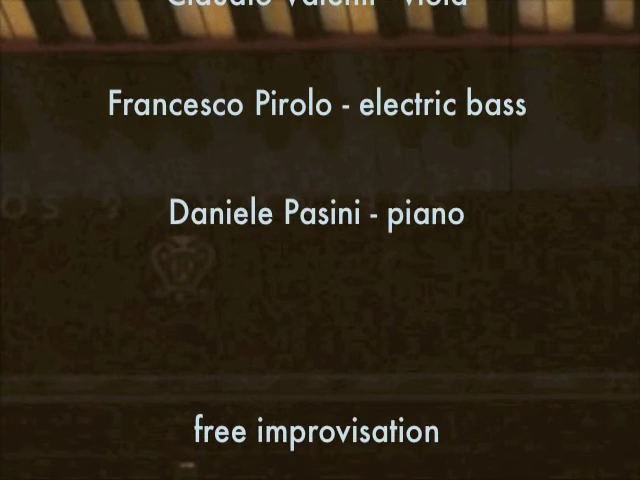 Francesco Pirolo - electric bass
Daniele Pasini - piano
free improvisation